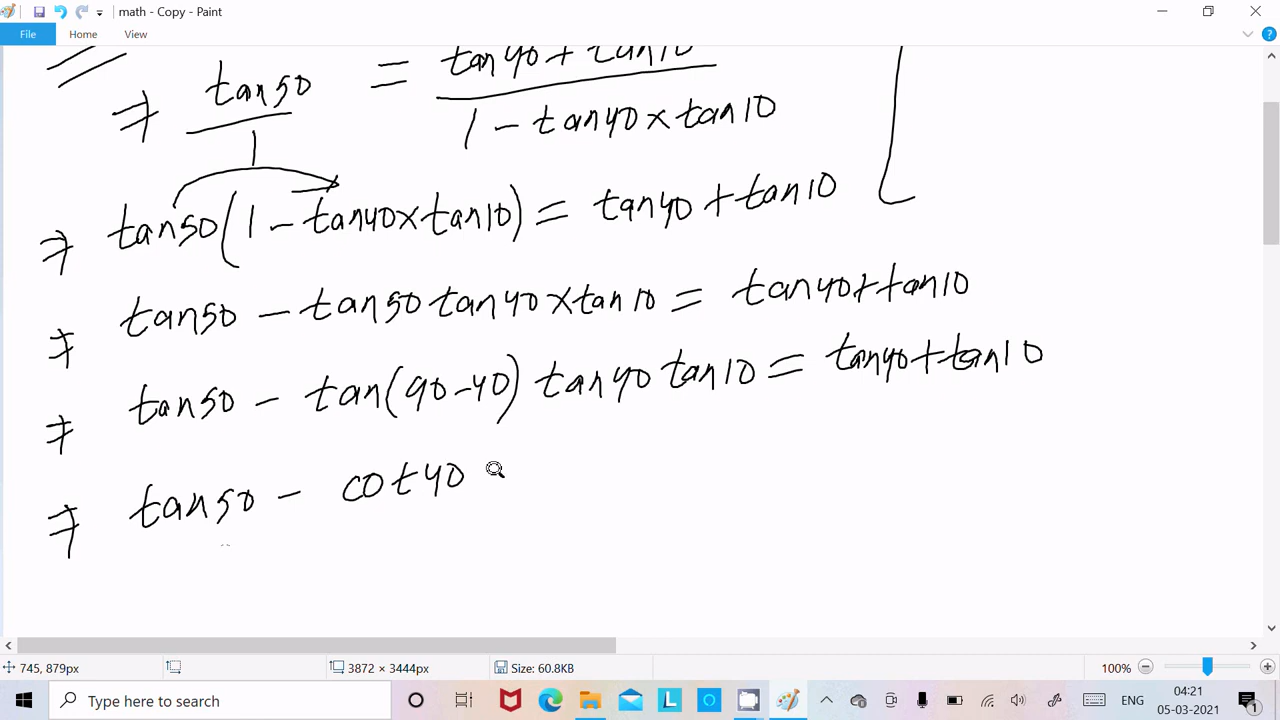 math - Copy - Paint
File Home View
tan40 + tan10
⇒ tan50 =
1 1 - tan40 × tan10
⇒ tan50(1 - tan40×tan10) = tan40 + tan10
⇒ tan50 - tan50 tan40 × tan10 = tan40 + tan10
⇒ tan50 - tan(90-40) tan40 tan10 = tan40 + tan10
⇒ tan50 - cot40
745, 879px 3872 × 3444px Size: 60.8KB 100%
Type here to search
ENG
04:21
05-03-2021